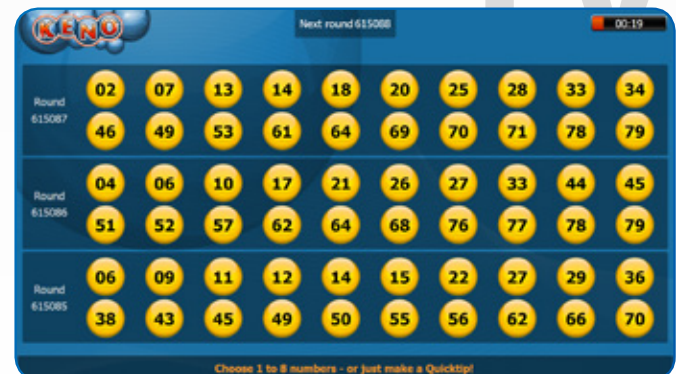 KENO
Next round 615088
00:19
Round
615087
02 07 13 14 18 20 25 28 33 34
46 49 53 61 64 69 70 71 78 79
Round
615086
04 06 10 17 21 26 27 33 44 45
51 52 57 62 64 68 76 77 78 79
Round
615085
06 09 11 12 14 15 22 27 29 36
38 43 45 49 50 55 56 62 66 70
Choose 1 to 8 numbers - or just make a Quicktip!